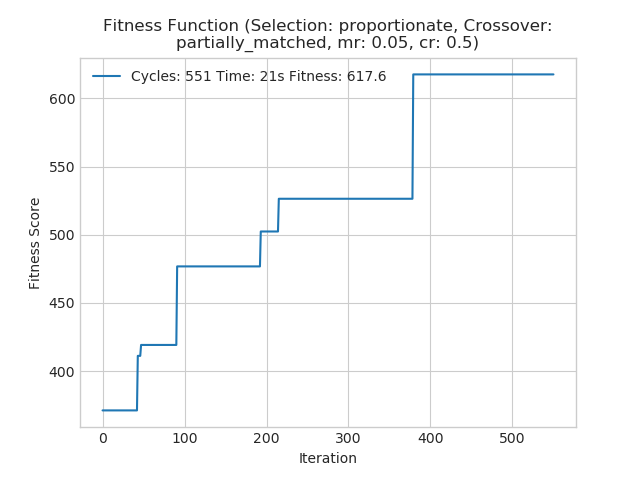 Fitness Function (Selection: proportionate, Crossover:
partially_matched, mr: 0.05, cr: 0.5)
Cycles: 551 Time: 21s Fitness: 617.6
600
550
500
450
400
Fitness Score
0 100 200 300 400 500
Iteration